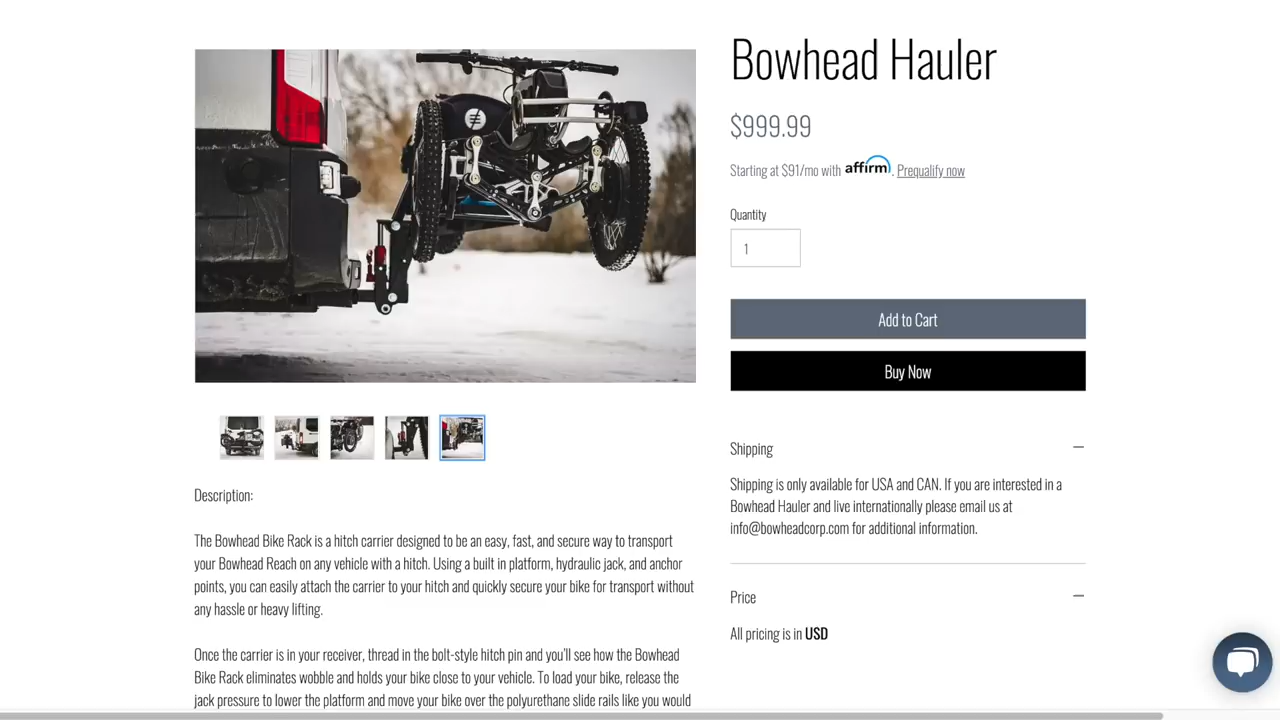 Bowhead Hauler
$999.99
Starting at $91/mo with affirm. Prequalify now
Quantity
1
Add to Cart
Buy Now
Shipping
Shipping is only available for USA and CAN. If you are interested in a
Bowhead Hauler and live internationally please email us at
info@bowheadcorp.com for additional information.
Price
All pricing is in USD
Description:
The Bowhead Bike Rack is a hitch carrier designed to be an easy, fast, and secure way to transport
your Bowhead Reach on any vehicle with a hitch. Using a built in platform, hydraulic jack, and anchor
points, you can easily attach the carrier to your hitch and quickly secure your bike for transport without
any hassle or heavy lifting.
Once the carrier is in your receiver, thread in the bolt-style hitch pin and you'll see how the Bowhead
Bike Rack eliminates wobble and holds your bike close to your vehicle. To load your bike, release the
jack pressure to lower the platform and move your bike over the polyurethane slide rails like you would